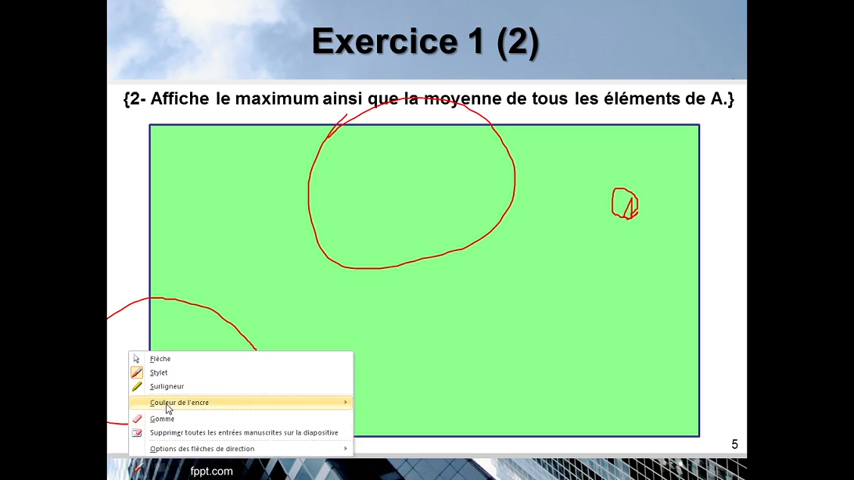 Exercice 1 (2)
{2- Affiche le maximum ainsi que la moyenne de tous les éléments de A.}
1
Flèche
Stylet
Surligneur
Couleur de l'encre
Gomme
Supprimer toutes les entrées manuscrites sur la diapositive
Options des flèches de direction
5
fppt.com